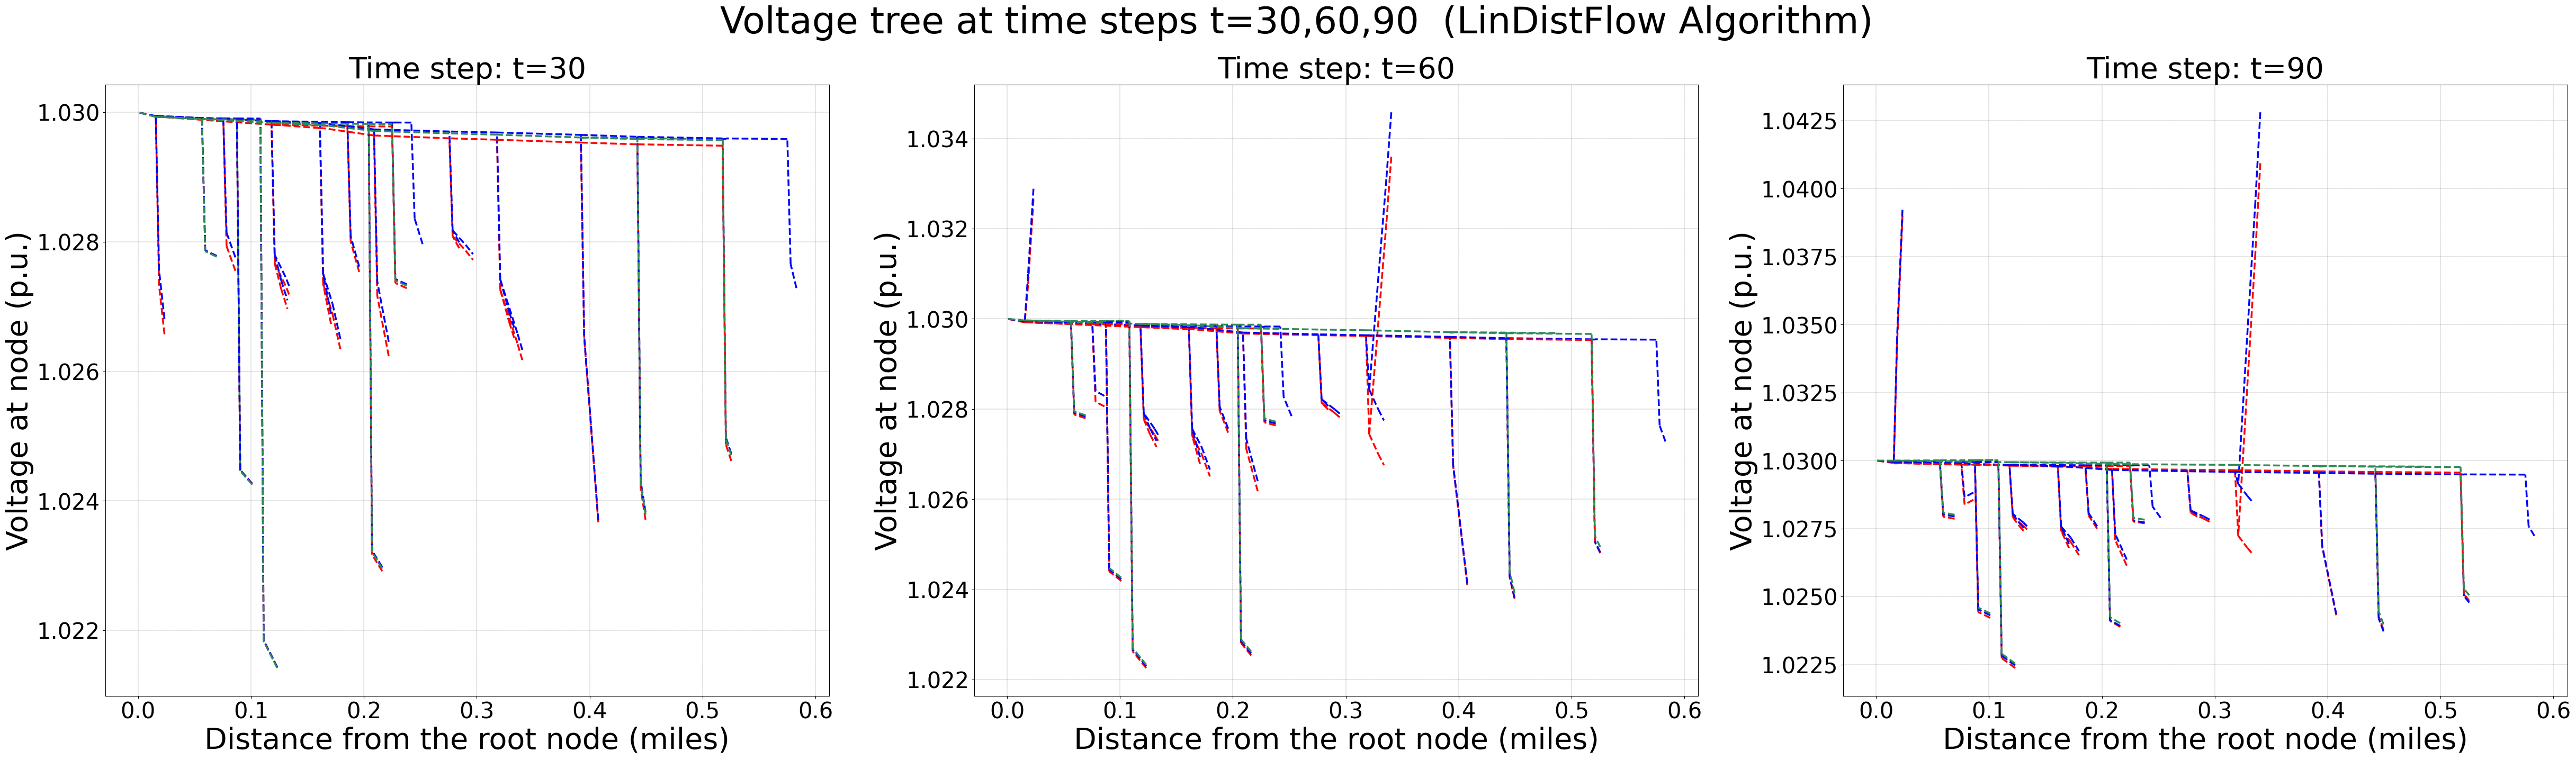 Voltage tree at time steps t=30,60,90  (LinDistFlow Algorithm)
Time step: t=30
Voltage at node (p.u.)
1.030
1.028
1.026
1.024
1.022
0.0 0.1 0.2 0.3 0.4 0.5 0.6
Distance from the root node (miles)
Time step: t=60
Voltage at node (p.u.)
1.034
1.032
1.030
1.028
1.026
1.024
1.022
0.0 0.1 0.2 0.3 0.4 0.5 0.6
Distance from the root node (miles)
Time step: t=90
Voltage at node (p.u.)
1.0425
1.0400
1.0375
1.0350
1.0325
1.0300
1.0275
1.0250
1.0225
0.0 0.1 0.2 0.3 0.4 0.5 0.6
Distance from the root node (miles)